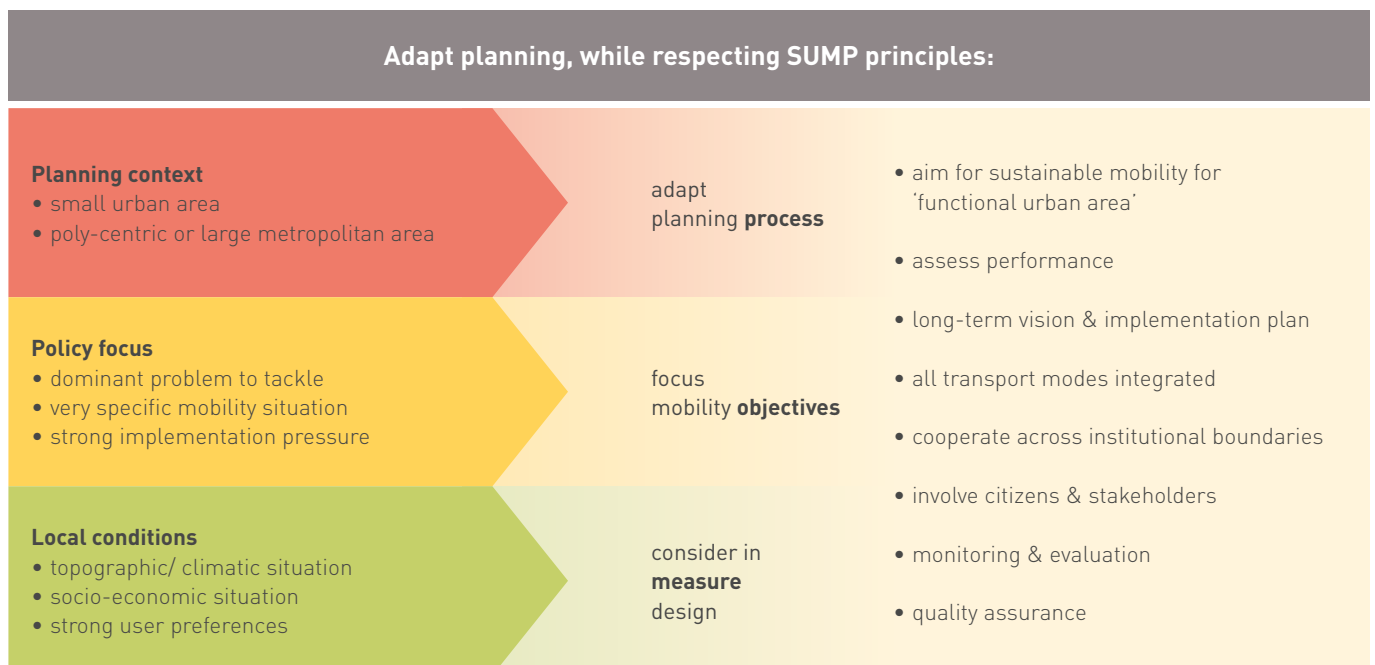 Adapt planning, while respecting SUMP principles:
Planning context
• small urban area
• poly-centric or large metropolitan area
adapt
planning process
Policy focus
• dominant problem to tackle
• very specific mobility situation
• strong implementation pressure
focus
mobility objectives
Local conditions
• topographic/ climatic situation
• socio-economic situation
• strong user preferences
consider in
measure
design
• aim for sustainable mobility for
‘functional urban area’
• assess performance
• long-term vision & implementation plan
• all transport modes integrated
• cooperate across institutional boundaries
• involve citizens & stakeholders
• monitoring & evaluation
• quality assurance